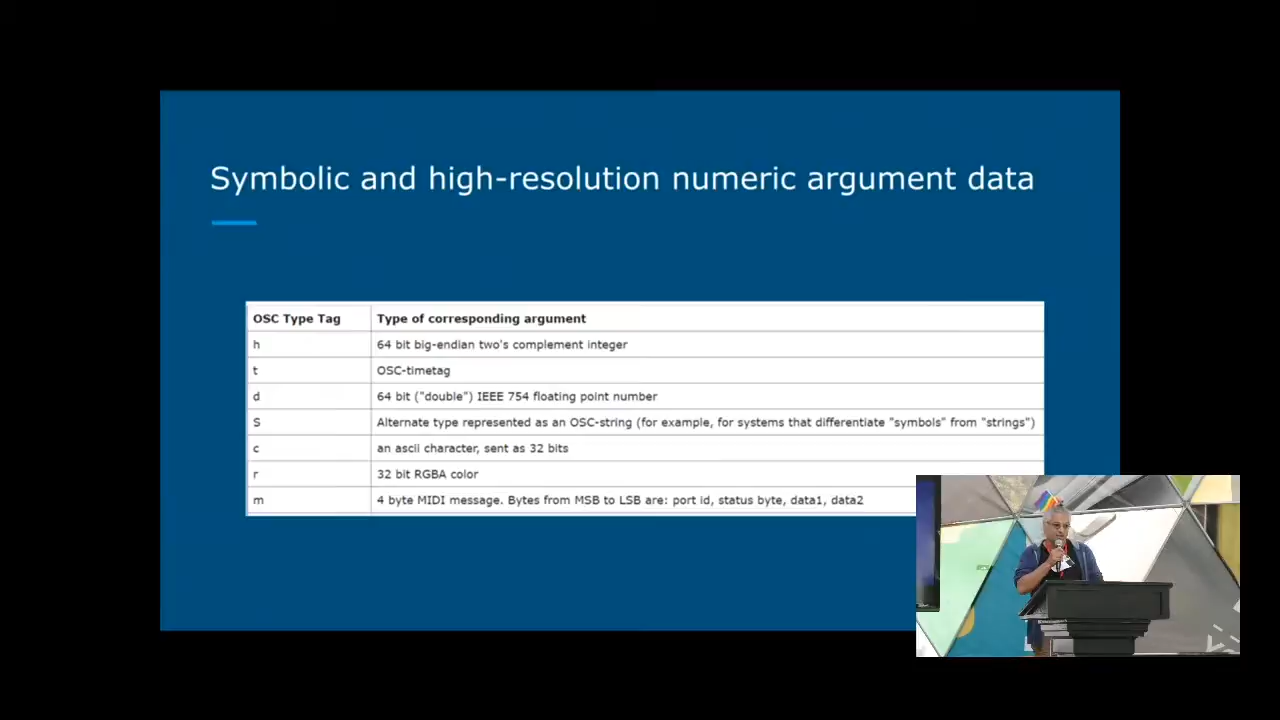 Symbolic and high-resolution numeric argument data
OSC Type Tag Type of corresponding argument
h 64 bit big-endian two's complement integer
t OSC-timetag
d 64 bit ("double") IEEE 754 floating point number
S Alternate type represented as an OSC-string (for example, for systems that differentiate "symbols" from "strings")
c an ascii character, sent as 32 bits
r 32 bit RGBA color
m 4 byte MIDI message. Bytes from MSB to LSB are: port id, status byte, data1, data2